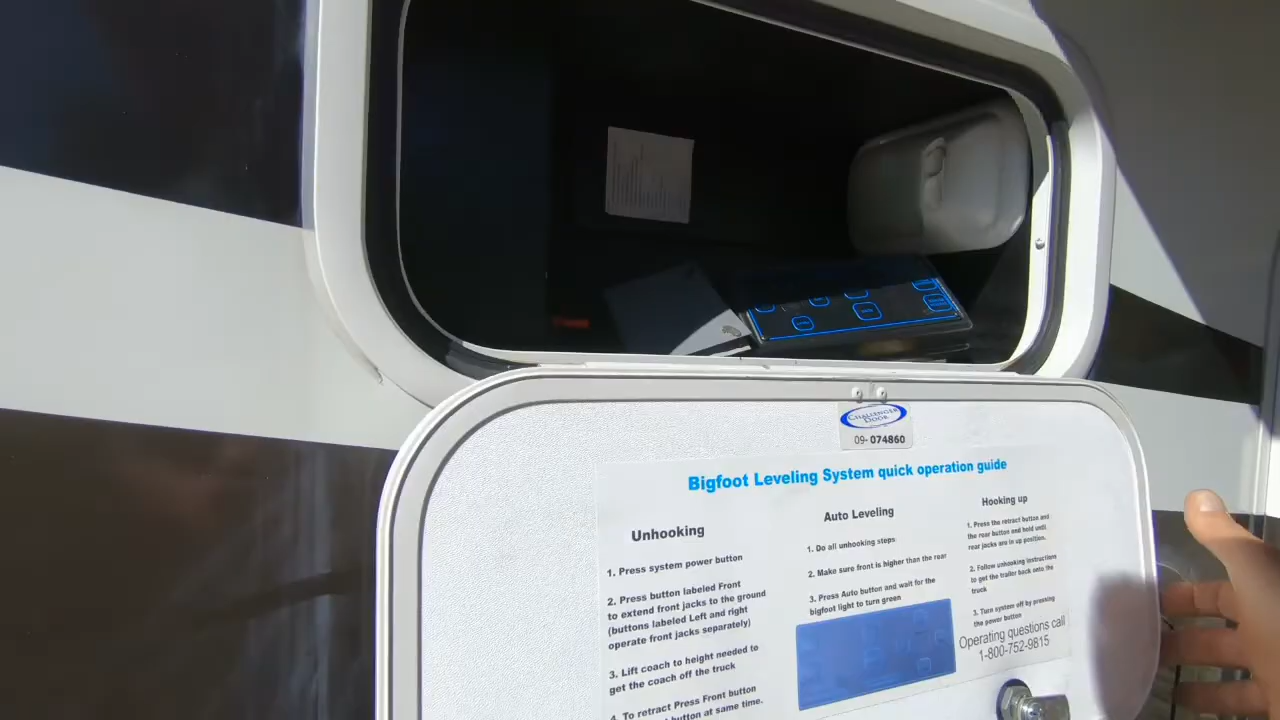 CHALLENGER
DOOR
09- 074860
Bigfoot Leveling System quick operation guide
Unhooking
1. Press system power button
2. Press button labeled Front
to extend front jacks to the ground
(buttons labeled Left and right
operate front jacks separately)
3. Lift coach to height needed to
get the coach off the truck
4. To retract Press Front button
button at same time.
Auto Leveling
1. Do all unhooking steps
2. Make sure front is higher than the rear
3. Press Auto button and wait for the
bigfoot light to turn green
Hooking up
1. Press the retract button and
the rear button and hold until
rear jacks are in up position.
2. Follow unhooking instructions
to get the trailer back onto the
truck
3. Turn system off by pressing
the power button
Operating questions call
1-800-752-9815